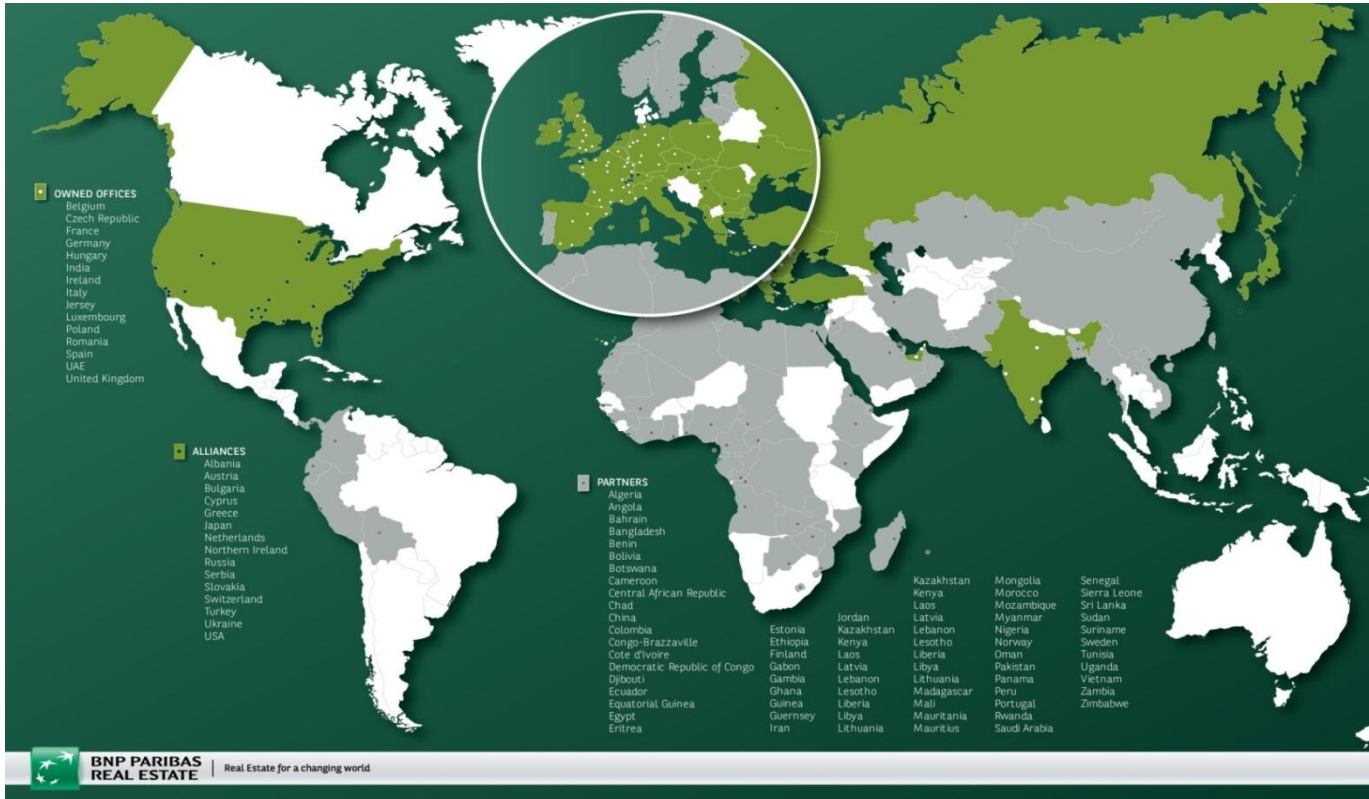 OWNED OFFICES
Belgium
Czech Republic
France
Germany
Hungary
India
Ireland
Italy
Jersey
Luxembourg
Poland
Romania
Spain
UAE
United Kingdom
ALLIANCES
Albania
Austria
Bulgaria
Cyprus
Greece
Japan
Netherlands
Northern Ireland
Russia
Serbia
Slovakia
Switzerland
Turkey
Ukraine
USA
PARTNERS
Algeria
Angola
Bahrain
Bangladesh
Benin
Bolivia
Botswana
Cameroon
Central African Republic
Chad
China
Colombia
Congo-Brazzaville
Cote d'Ivoire
Democratic Republic of Congo
Djibouti
Ecuador
Equatorial Guinea
Egypt
Eritrea
Estonia
Ethiopia
Finland
Gabon
Gambia
Ghana
Guinea
Guernsey
Iran
Jordan
Kazakhstan
Kenya
Laos
Latvia
Lebanon
Lesotho
Liberia
Libya
Lithuania
Kazakhstan
Kenya
Laos
Latvia
Lebanon
Lesotho
Liberia
Libya
Lithuania
Madagascar
Mali
Mauritania
Mauritius
Mongolia
Morocco
Mozambique
Myanmar
Nigeria
Norway
Oman
Pakistan
Panama
Peru
Portugal
Rwanda
Saudi Arabia
Senegal
Sierra Leone
Sri Lanka
Sudan
Suriname
Sweden
Tunisia
Uganda
Vietnam
Zambia
Zimbabwe
BNP PARIBAS
REAL ESTATE
Real Estate for a changing world